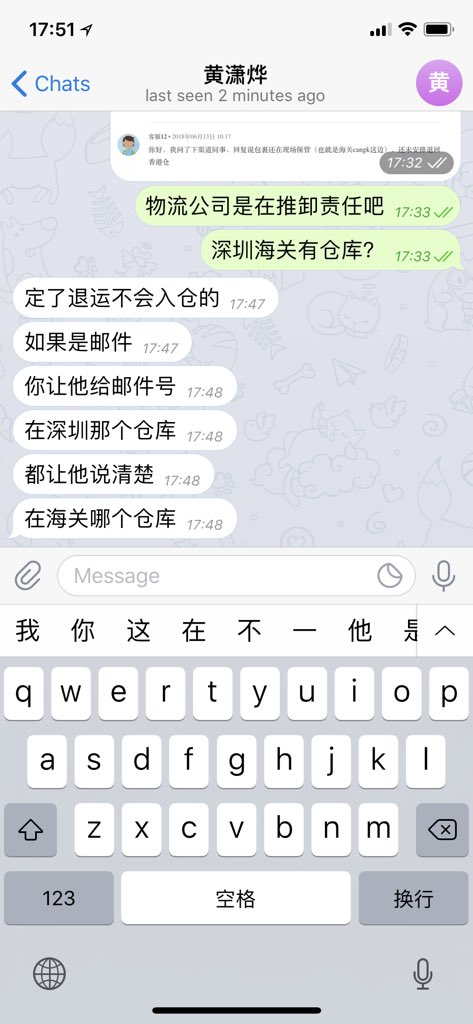 17:51
Chats
黄潇烨
last seen 2 minutes ago
黄
客服12 • 2018年06月13日 10:17
你好，我问了下渠道同事，回复说包裹还在现场保管（也就是海关cangk这边），还未安排退回
香港仓
17:32
物流公司是在推卸责任吧 17:33
深圳海关有仓库？ 17:33
定了退运不会入仓的 17:47
如果是邮件 17:47
你让他给邮件号 17:48
在深圳那个仓库 17:48
都让他说清楚 17:48
在海关哪个仓库 17:48
Message
我 你 这 在 不 一 他 是
q w e r t y u i o p
a s d f g h j k l
z x c v b n m
123 空格 换行